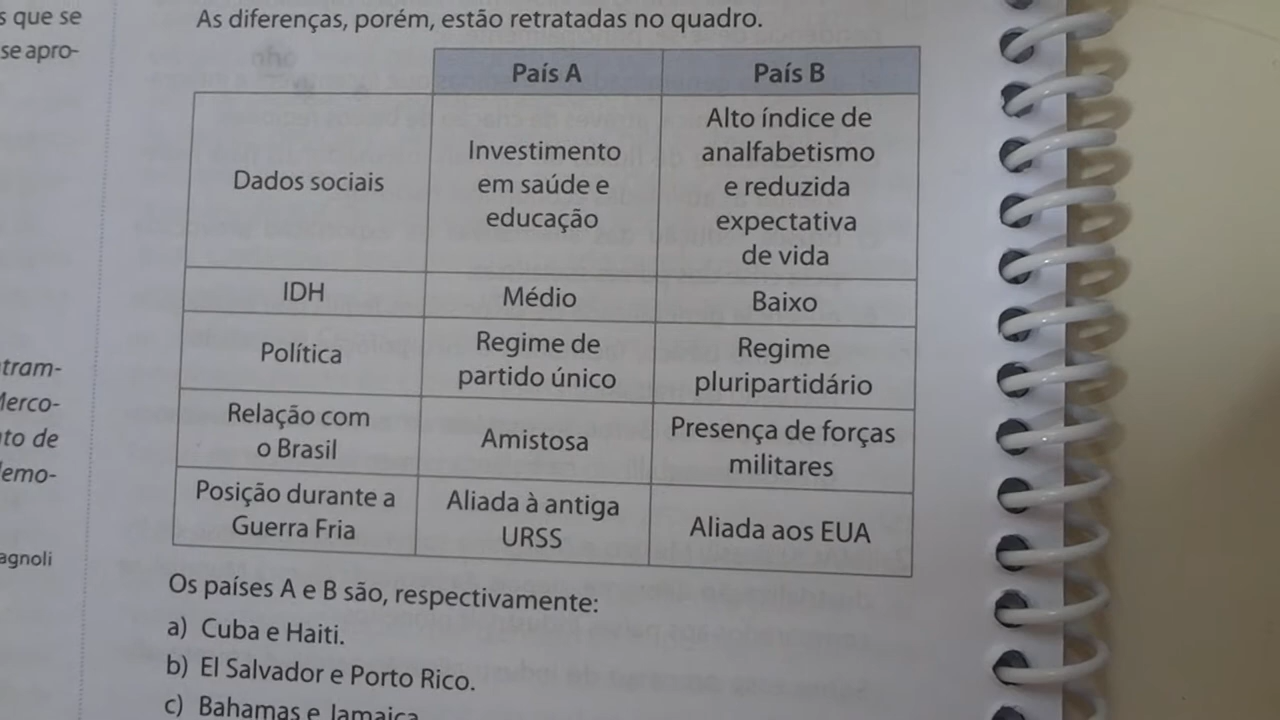 s que se
se apro-
tram-
Merco-
nto de
lemo-
agnoli
As diferenças, porém, estão retratadas no quadro.
País A
País B
Dados sociais
Investimento
em saúde e
educação
Alto índice de
analfabetismo
e reduzida
expectativa
de vida
IDH
Médio
Baixo
Política
Regime de
partido único
Regime
pluripartidário
Relação com
o Brasil
Amistosa
Presença de forças
militares
Posição durante a
Guerra Fria
Aliada à antiga
URSS
Aliada aos EUA
Os países A e B são, respectivamente:
a) Cuba e Haiti.
b) El Salvador e Porto Rico.
c) Bahamas e Jamaica